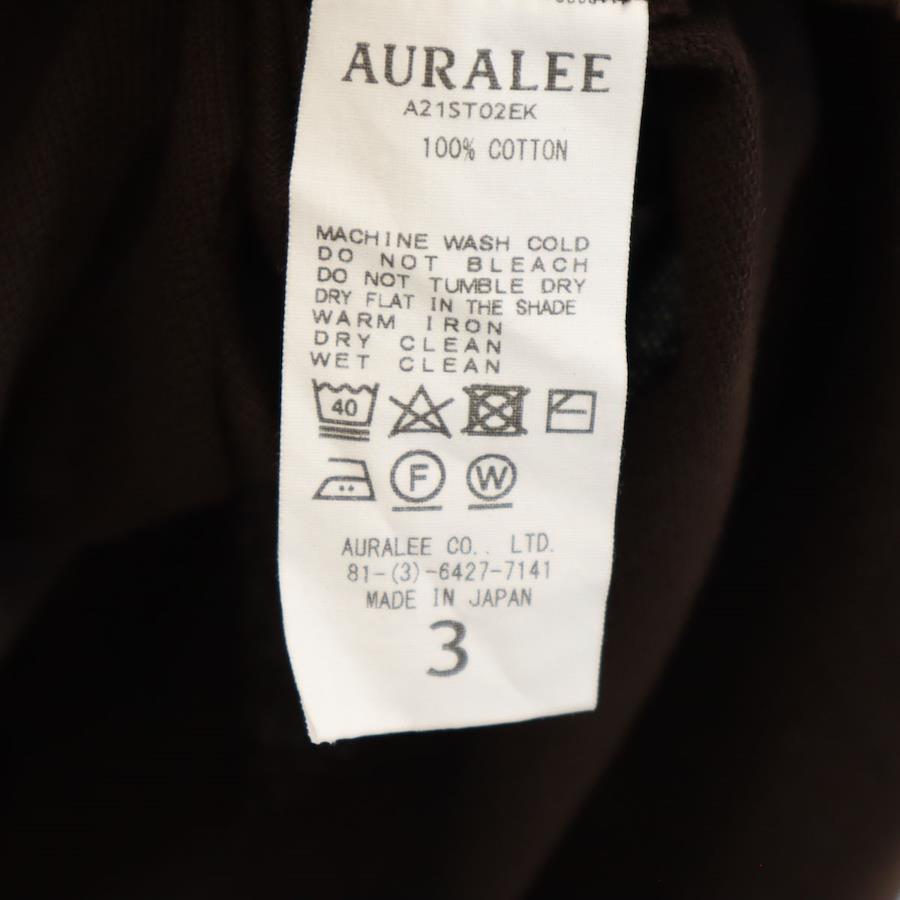 AURALEE
A21ST02EK
100% COTTON
MACHINE WASH COLD
DO NOT BLEACH
DO NOT TUMBLE DRY
DRY FLAT IN THE SHADE
WARM IRON
DRY CLEAN
WET CLEAN
40
F W
AURALEE CO., LTD.
81-(3)-6427-7141
MADE IN JAPAN
3